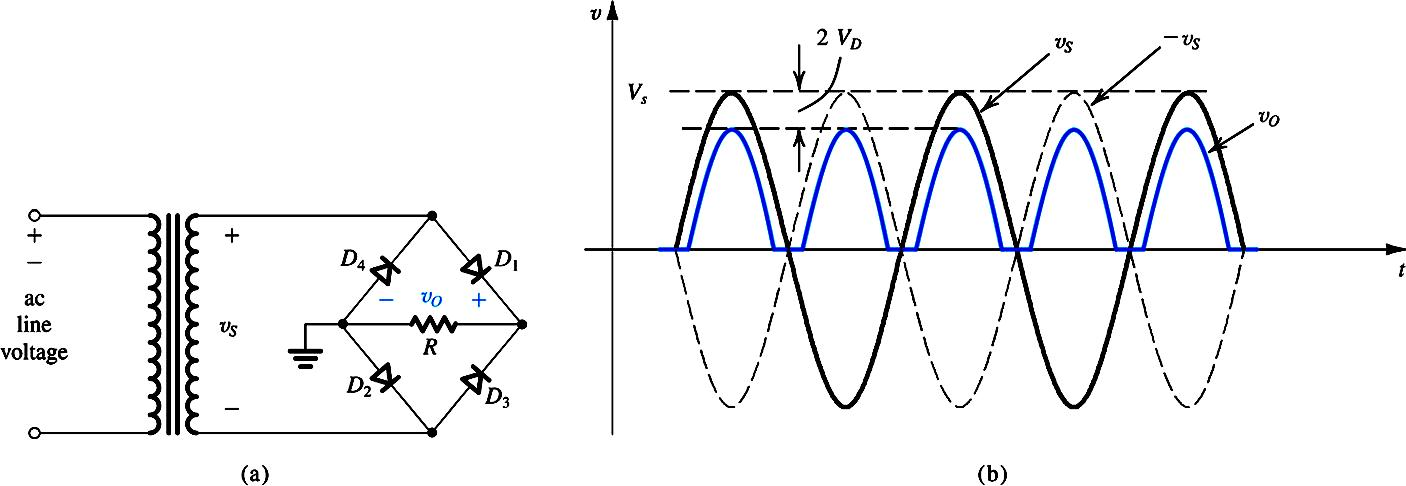 v
2 V_D
v_S
−v_S
V_s
v_O
t
+
−
ac
line
voltage
+
v_S
−
D_4
D_1
− v_O +
R
D_2
D_3
(a)
(b)